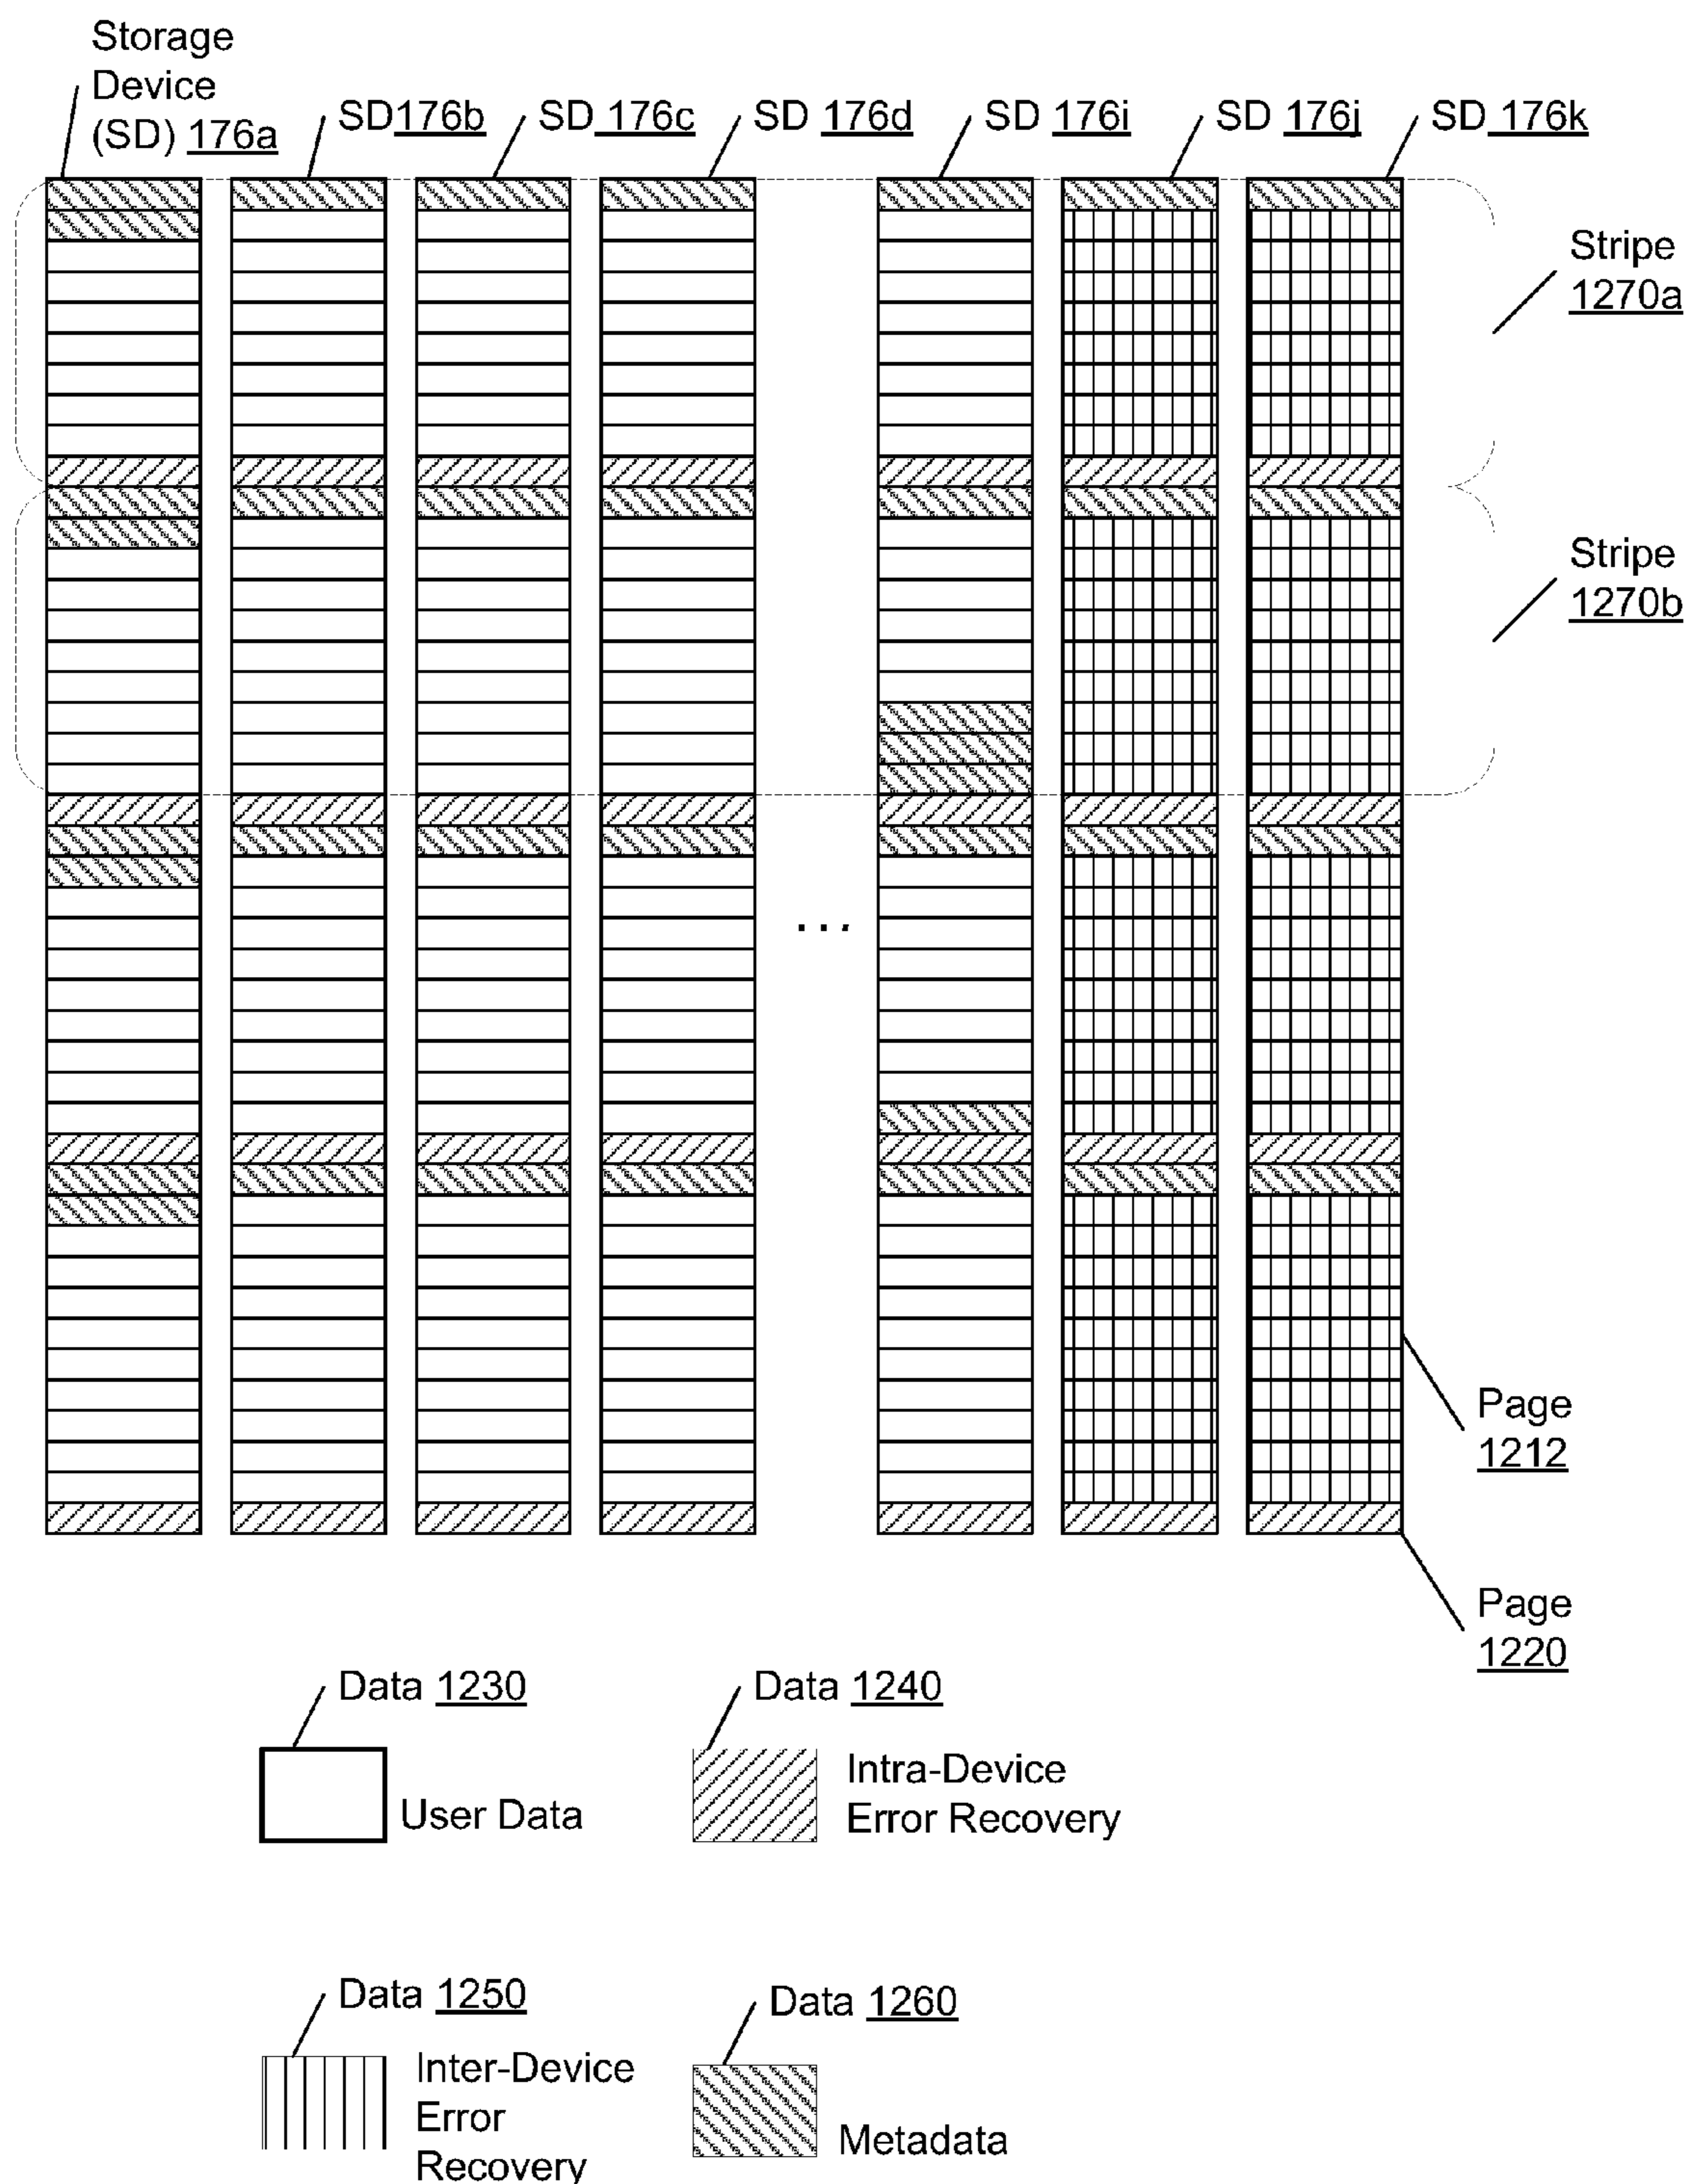 Storage
Device
(SD) 176a
SD176b
SD 176c
SD 176d
SD 176i
SD 176j
SD 176k
Stripe
1270a
Stripe
1270b
...
Page
1212
Page
1220
Data 1230
User Data
Data 1240
Intra-Device
Error Recovery
Data 1250
Inter-Device
Error
Recovery
Data 1260
Metadata